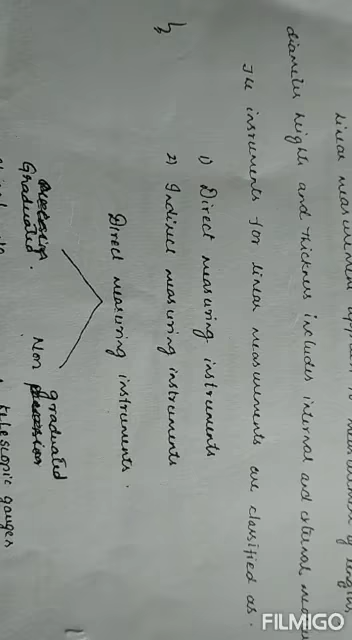 linear measurement applies to measurement of lengths,
diameter, heights and thickness includes internal and external
The instruments for linear measurements are classified as.
1) Direct measuring instruments
2) Indirect measuring instruments
Direct measuring instruments.
Graduated.
Non graduated
telescopic gauges
FILMIGO